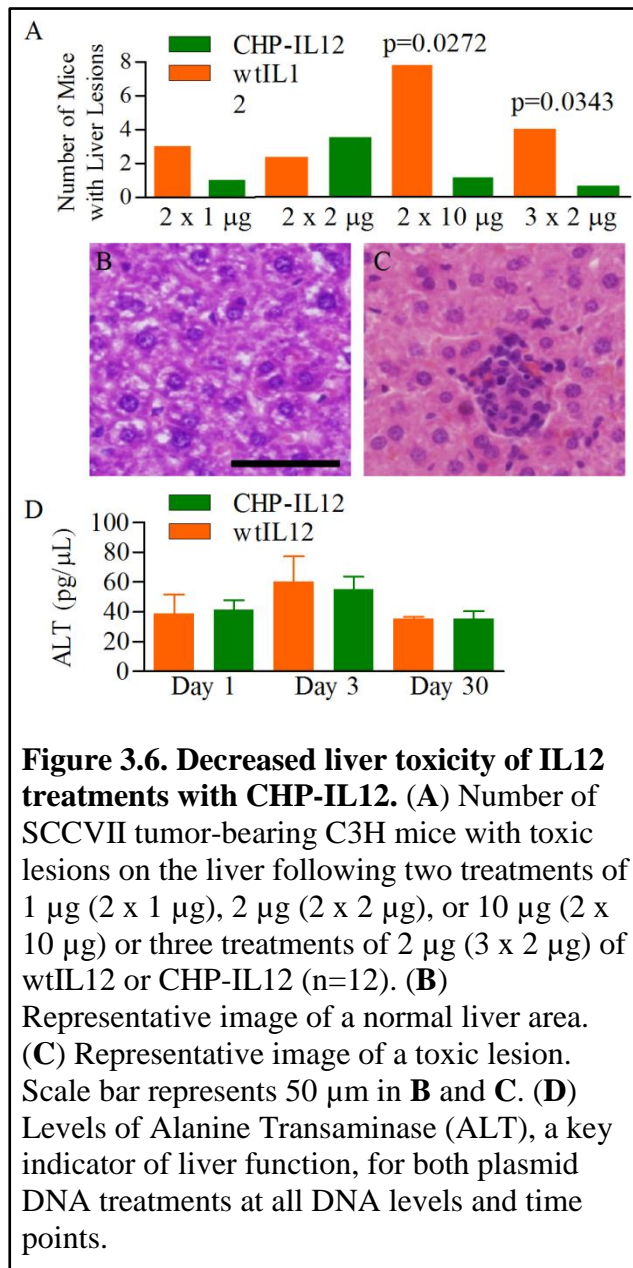 A
CHP-IL12
wtIL1
2
p=0.0272
p=0.0343
Number of Mice
with Liver Lesions
8
6
4
2
0
2 x 1 µg 2 x 2 µg 2 x 10 µg 3 x 2 µg
B
C
D
CHP-IL12
wtIL12
ALT (pg/µL)
100
80
60
40
20
0
Day 1 Day 3 Day 30
Figure 3.6. Decreased liver toxicity of IL12
treatments with CHP-IL12. (A) Number of
SCCVII tumor-bearing C3H mice with toxic
lesions on the liver following two treatments of
1 µg (2 x 1 µg), 2 µg (2 x 2 µg), or 10 µg (2 x
10 µg) or three treatments of 2 µg (3 x 2 µg) of
wtIL12 or CHP-IL12 (n=12). (B)
Representative image of a normal liver area.
(C) Representative image of a toxic lesion.
Scale bar represents 50 µm in B and C. (D)
Levels of Alanine Transaminase (ALT), a key
indicator of liver function, for both plasmid
DNA treatments at all DNA levels and time
points.